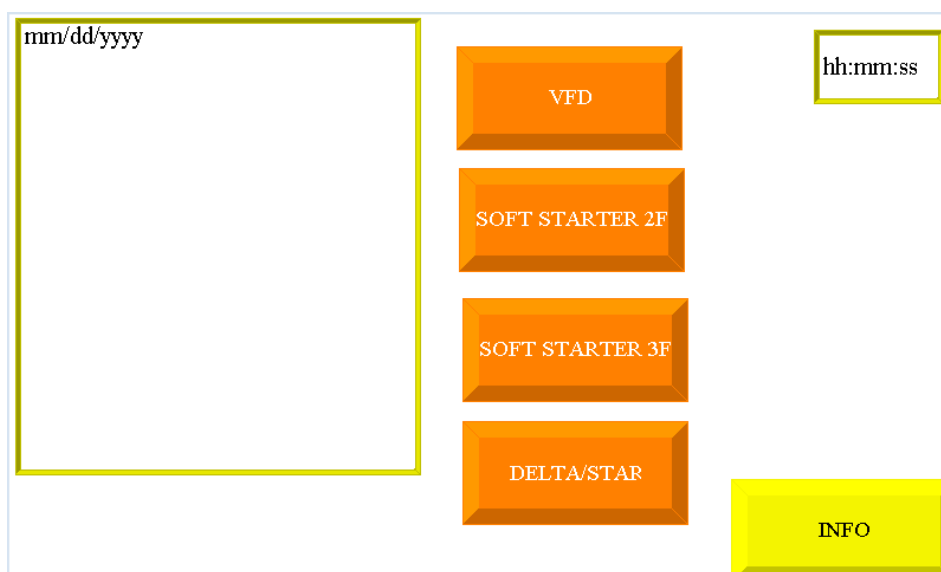 mm/dd/yyyy
hh:mm:ss
VFD
SOFT STARTER 2F
SOFT STARTER 3F
DELTA/STAR
INFO